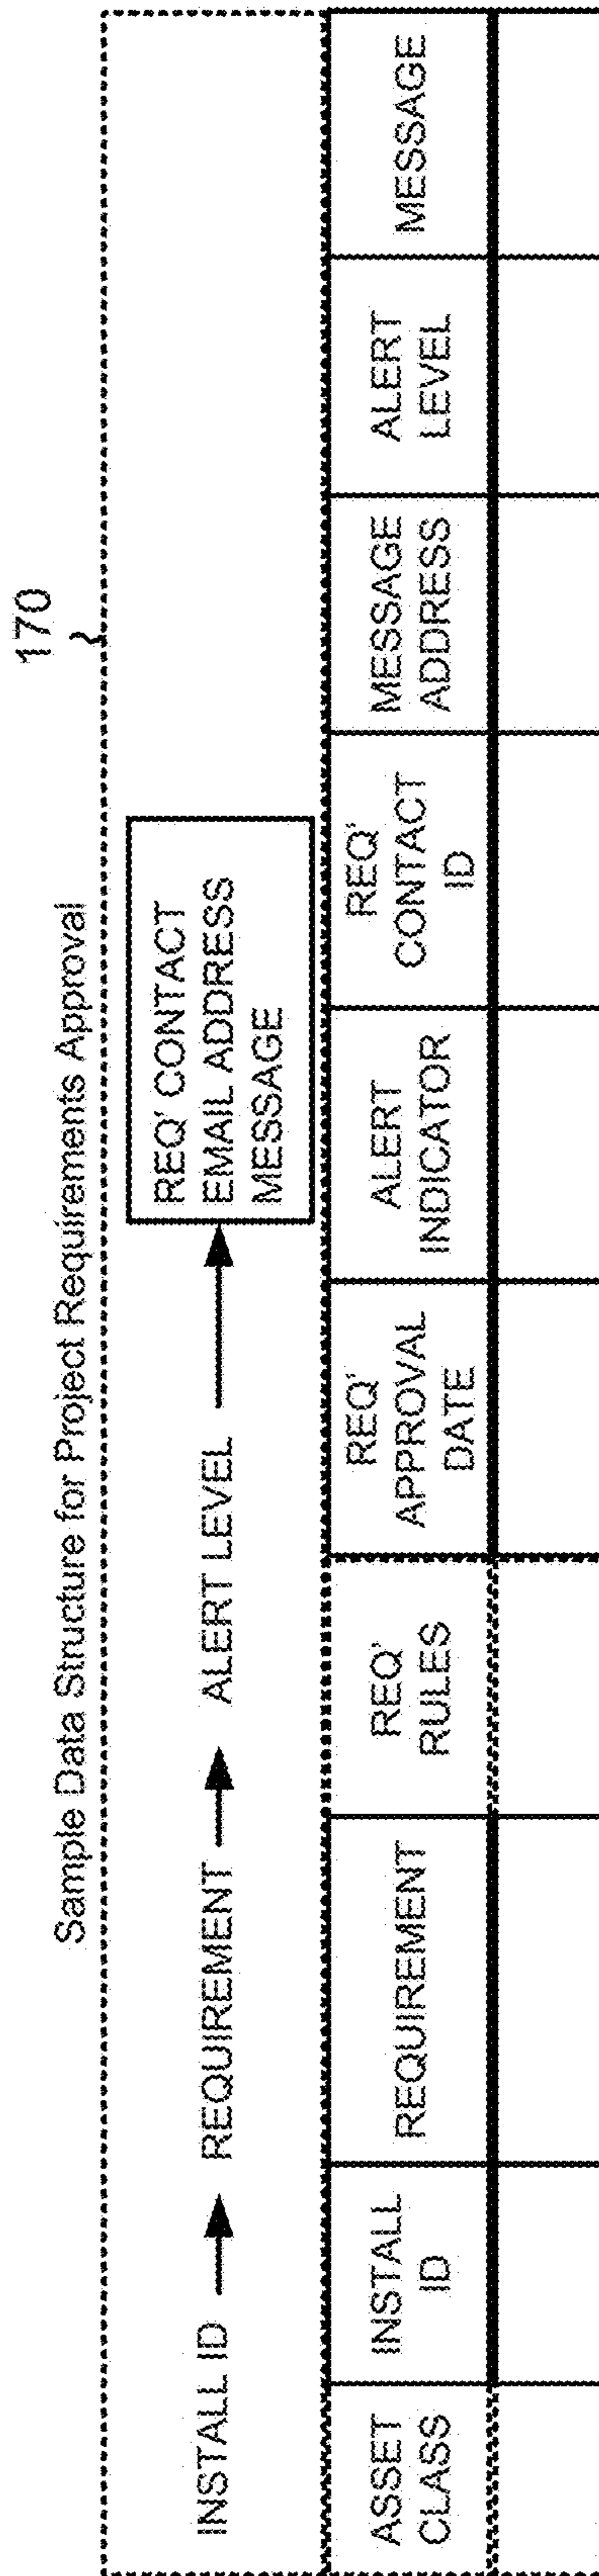 170
Sample Data Structure for Project Requirements Approval
INSTALL ID REQUIREMENT ALERT LEVEL
REQ' CONTACT
EMAIL ADDRESS
MESSAGE
ASSET
CLASS
INSTALL
ID
REQUIREMENT
REQ'
RULES
REQ'
APPROVAL
DATE
ALERT
INDICATOR
REQ'
CONTACT
ID
MESSAGE
ADDRESS
ALERT
LEVEL
MESSAGE